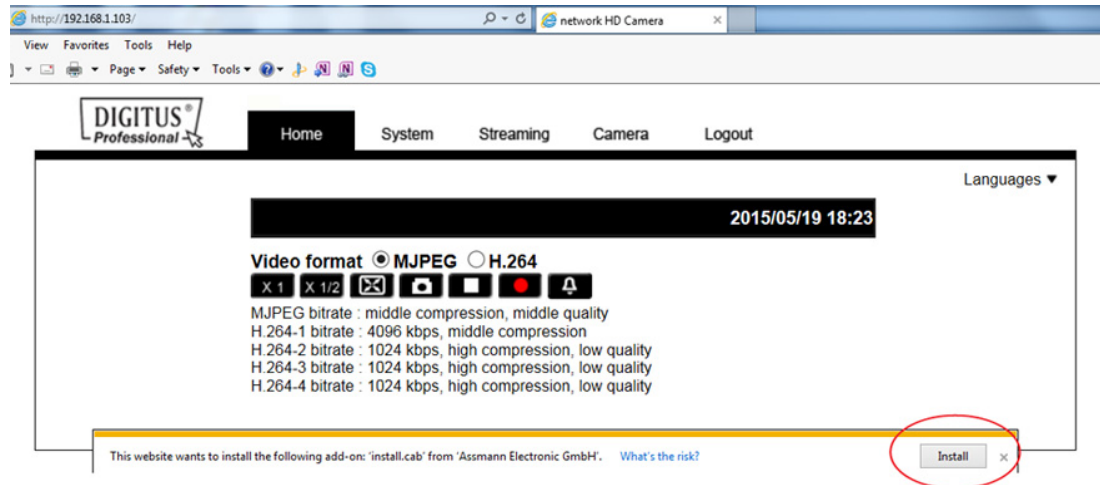 http://192.168.1.103/
network HD Camera
View Favorites Tools Help
Page Safety Tools
DIGITUS®
Professional
Home System Streaming Camera Logout
Languages ▼
2015/05/19 18:23
Video format MJPEG H.264
X 1 X 1/2
MJPEG bitrate : middle compression, middle quality
H.264-1 bitrate : 4096 kbps, middle compression
H.264-2 bitrate : 1024 kbps, high compression, low quality
H.264-3 bitrate : 1024 kbps, high compression, low quality
H.264-4 bitrate : 1024 kbps, high compression, low quality
This website wants to install the following add-on: 'install.cab' from 'Assmann Electronic GmbH'. What's the risk? Install